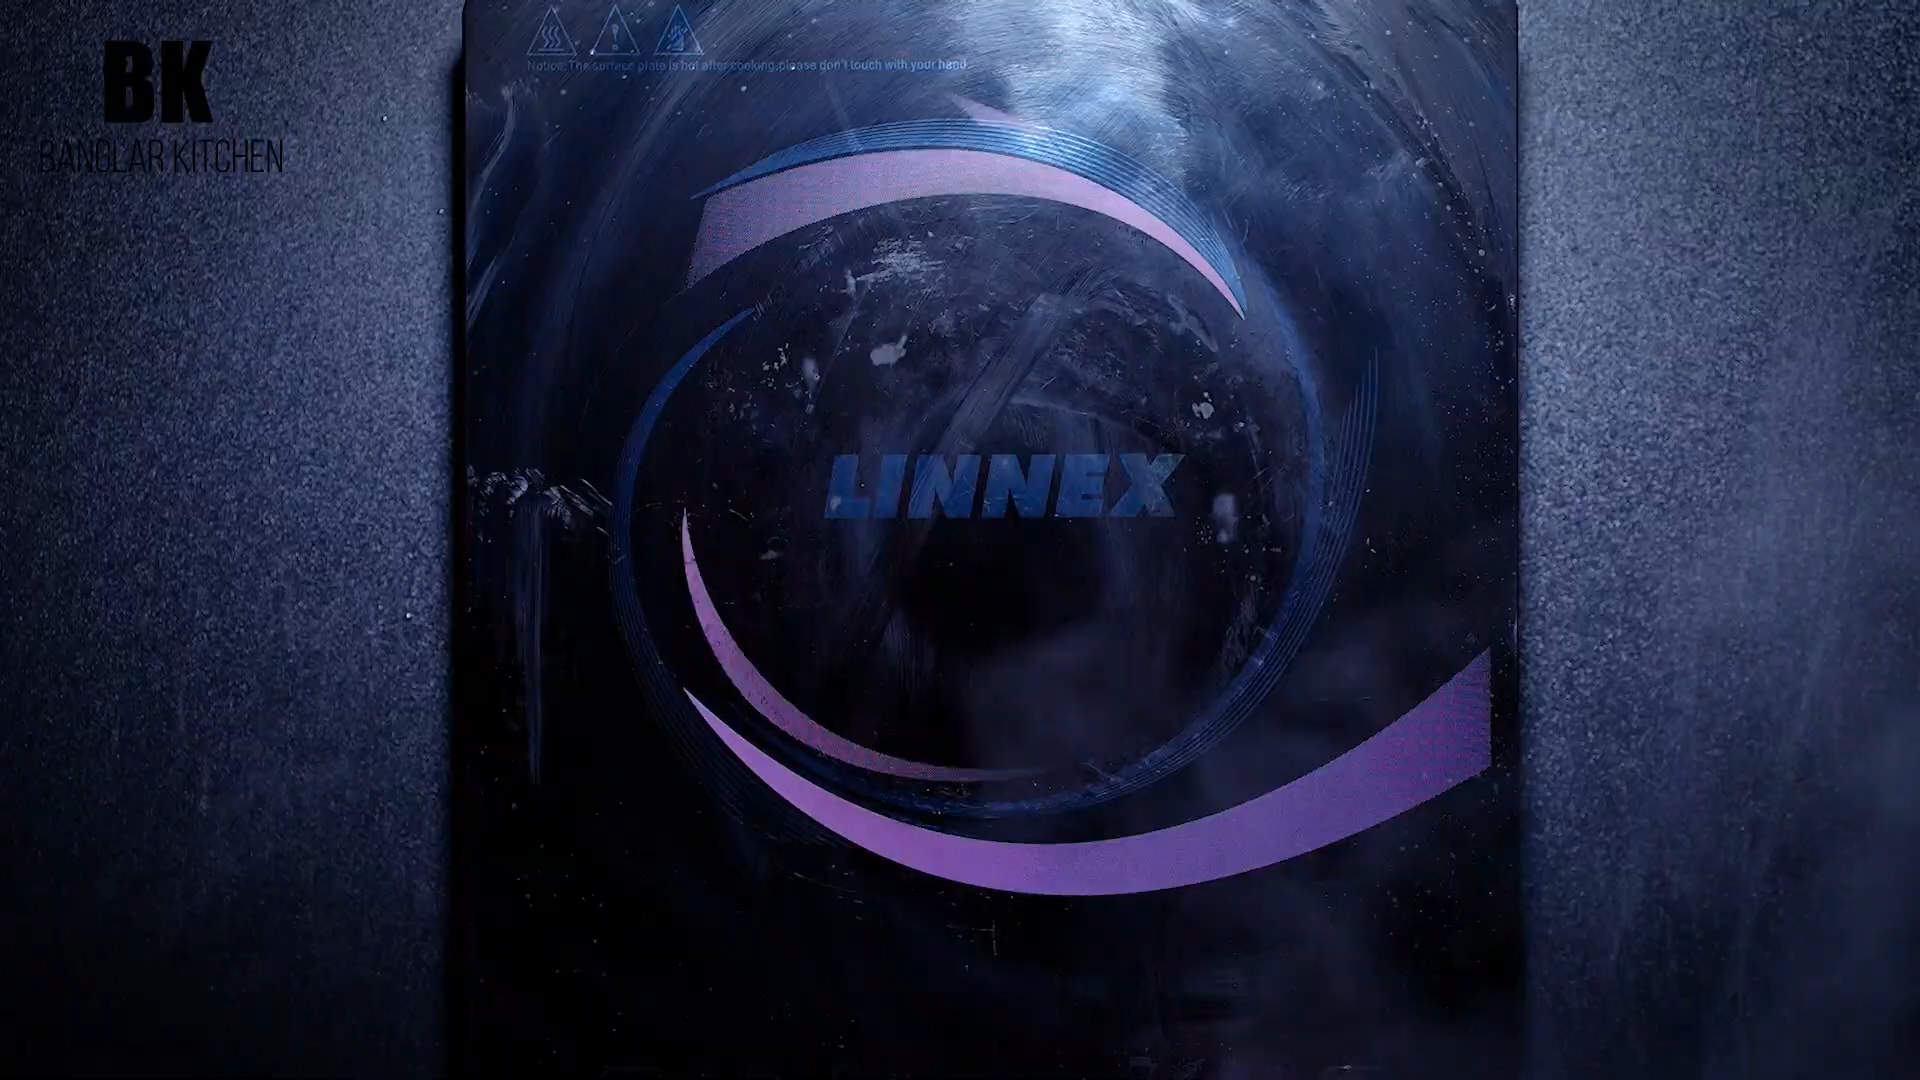 BK
BANGLAR KITCHEN
Notice:The surface plate is hot after cooking,please don't touch with your hand.
LINNEX